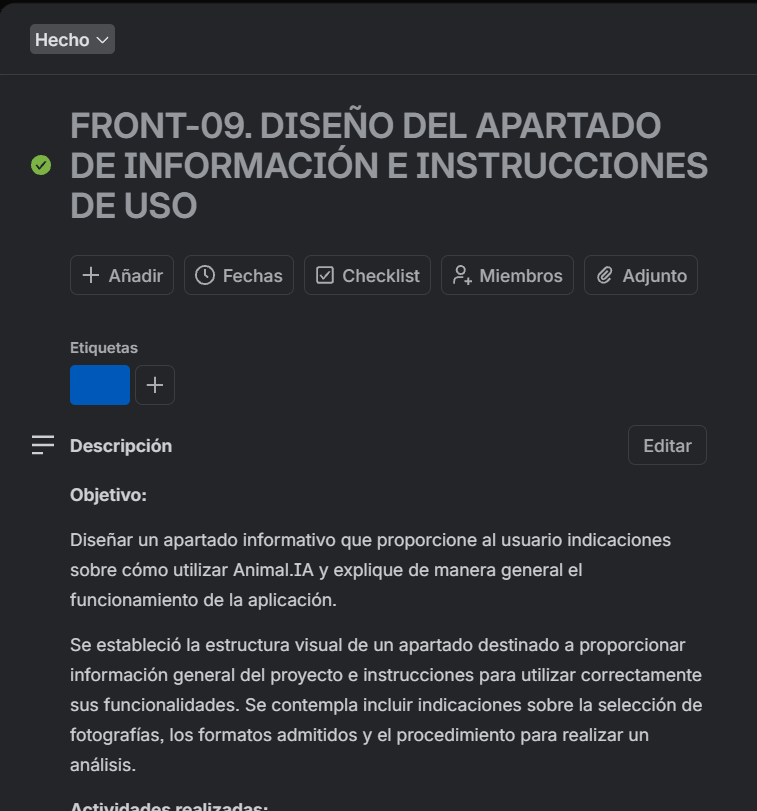 Hecho
FRONT-09. DISEÑO DEL APARTADO
DE INFORMACIÓN E INSTRUCCIONES
DE USO
Añadir
Fechas
Checklist
Miembros
Adjunto
Etiquetas
Descripción
Editar
Objetivo:
Diseñar un apartado informativo que proporcione al usuario indicaciones
sobre cómo utilizar Animal.IA y explique de manera general el
funcionamiento de la aplicación.
Se estableció la estructura visual de un apartado destinado a proporcionar
información general del proyecto e instrucciones para utilizar correctamente
sus funcionalidades. Se contempla incluir indicaciones sobre la selección de
fotografías, los formatos admitidos y el procedimiento para realizar un
análisis.
Actividades realizadas: